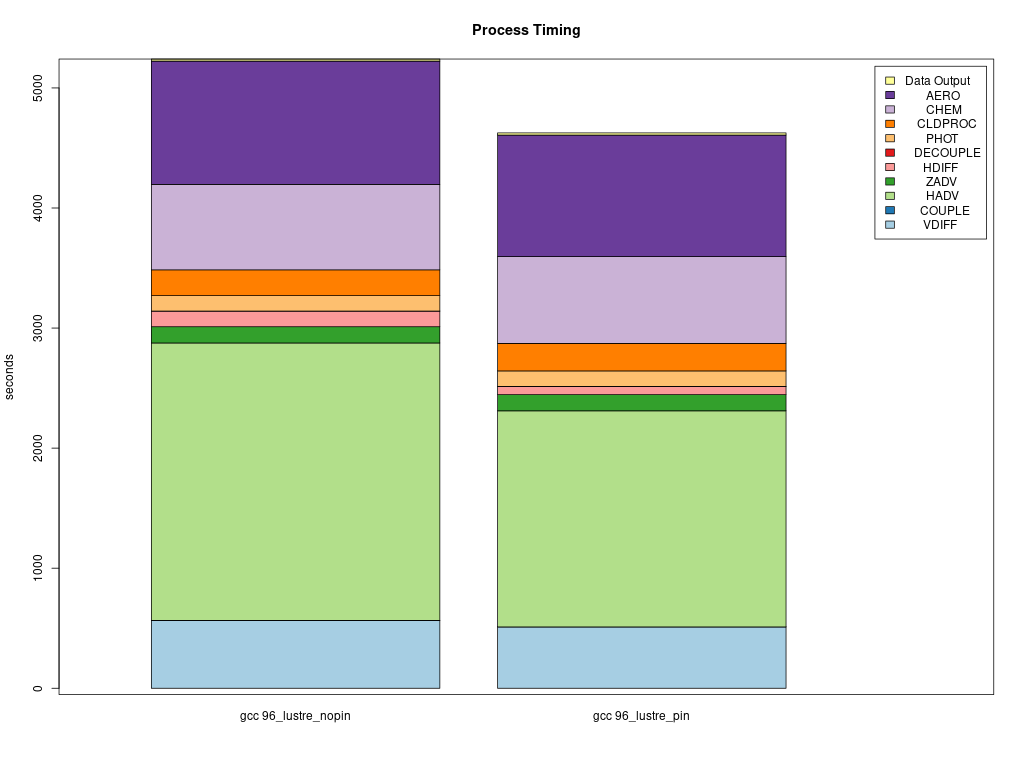 Process Timing
seconds
5000
4000
3000
2000
1000
0
Data Output
AERO
CHEM
CLDPROC
PHOT
DECOUPLE
HDIFF
ZADV
HADV
COUPLE
VDIFF
gcc 96_lustre_nopin
gcc 96_lustre_pin